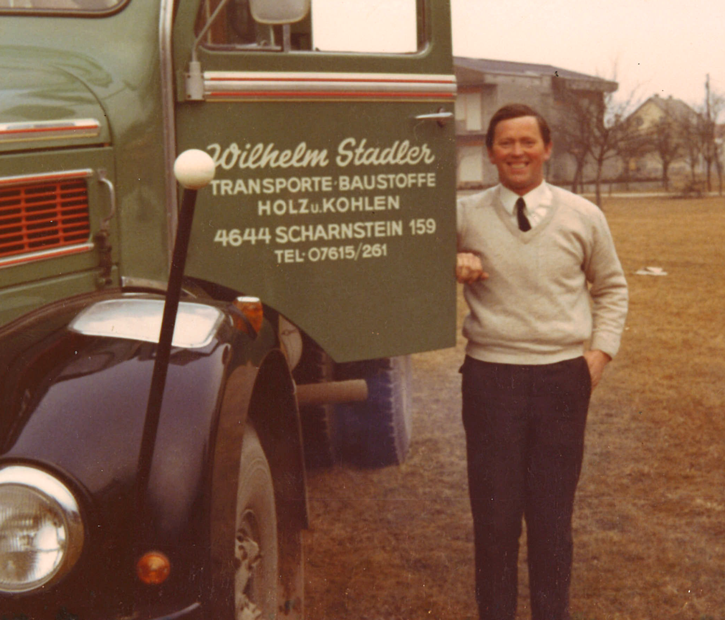 Wilhelm Stadler
TRANSPORTE·BAUSTOFFE
HOLZ u. KOHLEN
4644 SCHARNSTEIN 159
TEL·07615/261